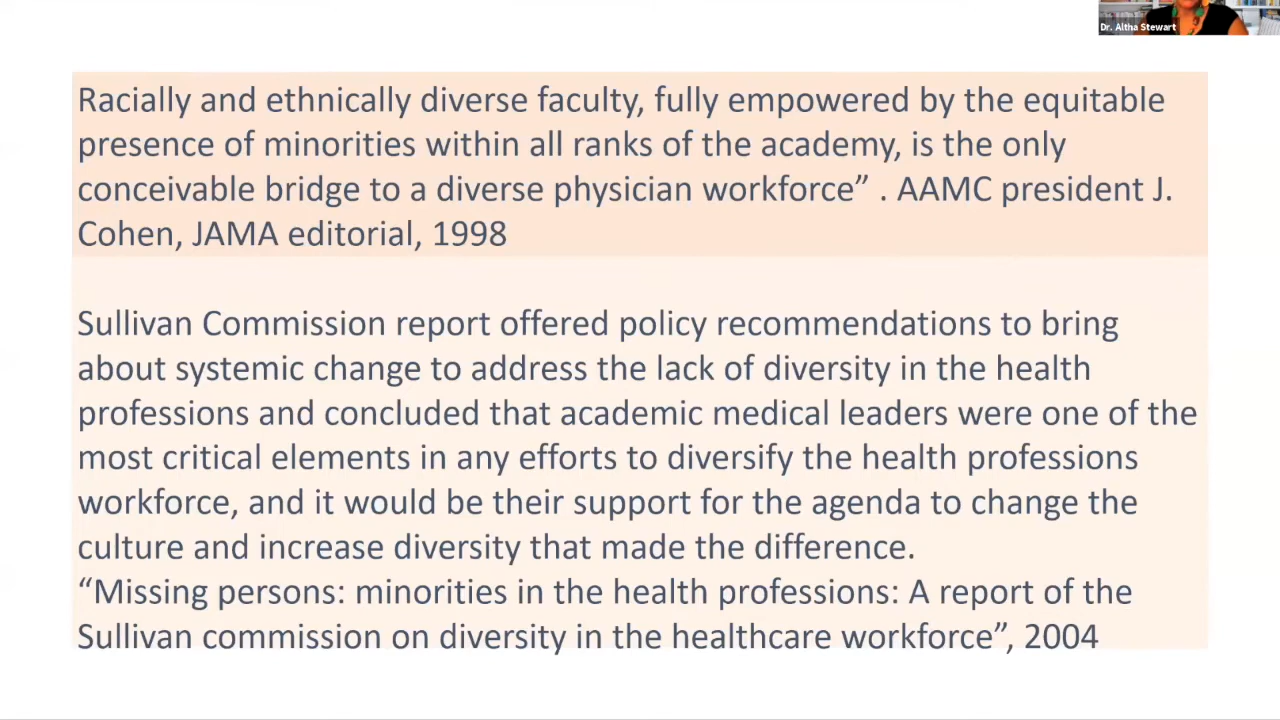 Dr. Altha Stewart
Racially and ethnically diverse faculty, fully empowered by the equitable
presence of minorities within all ranks of the academy, is the only
conceivable bridge to a diverse physician workforce” . AAMC president J.
Cohen, JAMA editorial, 1998
Sullivan Commission report offered policy recommendations to bring
about systemic change to address the lack of diversity in the health
professions and concluded that academic medical leaders were one of the
most critical elements in any efforts to diversify the health professions
workforce, and it would be their support for the agenda to change the
culture and increase diversity that made the difference.
“Missing persons: minorities in the health professions: A report of the
Sullivan commission on diversity in the healthcare workforce”, 2004